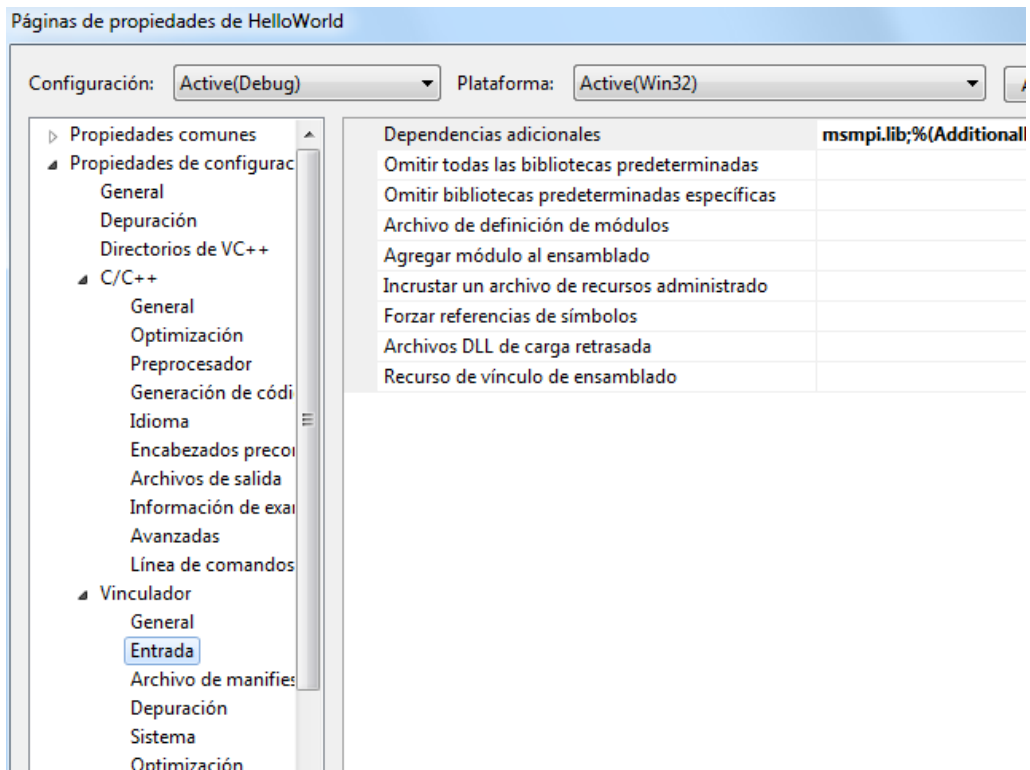 Páginas de propiedades de HelloWorld
Configuración: Active(Debug) Plataforma: Active(Win32)
Propiedades comunes
Propiedades de configurac
General
Depuración
Directorios de VC++
C/C++
General
Optimización
Preprocesador
Generación de códi
Idioma
Encabezados preco
Archivos de salida
Información de exa
Avanzadas
Línea de comandos
Vinculador
General
Entrada
Archivo de manifies
Depuración
Sistema
Optimización
Dependencias adicionales msmpi.lib;%(Additional
Omitir todas las bibliotecas predeterminadas
Omitir bibliotecas predeterminadas específicas
Archivo de definición de módulos
Agregar módulo al ensamblado
Incrustar un archivo de recursos administrado
Forzar referencias de símbolos
Archivos DLL de carga retrasada
Recurso de vínculo de ensamblado